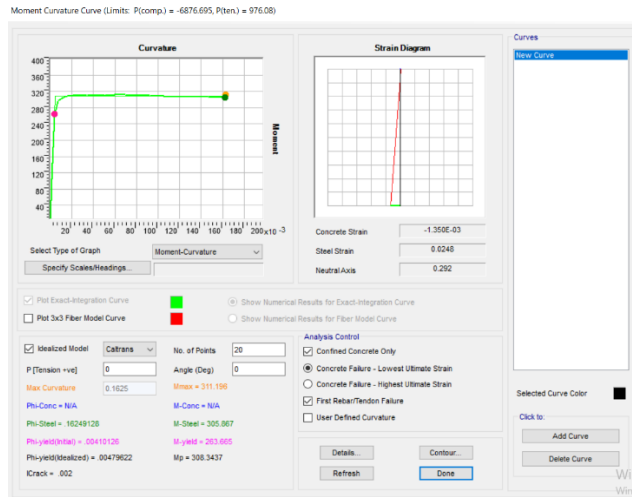 Moment Curvature Curve (Limits:  P(comp.) = -6876.695, P(ten.) = 976.08)
Curvature
400
360
320
280
240
200
160
120
80
40
20 40 60 80 100 120 140 160 180 200 x10 -3
Moment
Select Type of Graph
Moment-Curvature
Specify Scales/Headings...
Strain Diagram
Concrete Strain
-1.350E-03
Steel Strain
0.0248
Neutral Axis
0.292
Curves
New Curve
Plot Exact-Integration Curve
Show Numerical Results for Exact-Integration Curve
Plot 3x3 Fiber Model Curve
Show Numerical Results for Fiber Model Curve
Idealized Model
Caltrans
No. of Points
20
P [Tension +ve]
0
Angle (Deg)
0
Max Curvature
0.1625
Mmax = 311.196
Phi-Conc = N/A
M-Conc = N/A
Phi-Steel = .16249128
M-Steel = 305.867
Phi-yield(Initial) = .00410126
M-yield = 263.665
Phi-yield(Idealized) = .00479622
Mp = 308.3437
ICrack = .002
Analysis Control
Confined Concrete Only
Concrete Failure - Lowest Ultimate Strain
Concrete Failure - Highest Ultimate Strain
First Rebar/Tendon Failure
User Defined Curvature
Details...
Contour...
Refresh
Done
Selected Curve Color
Click to:
Add Curve
Delete Curve
Wi
Win